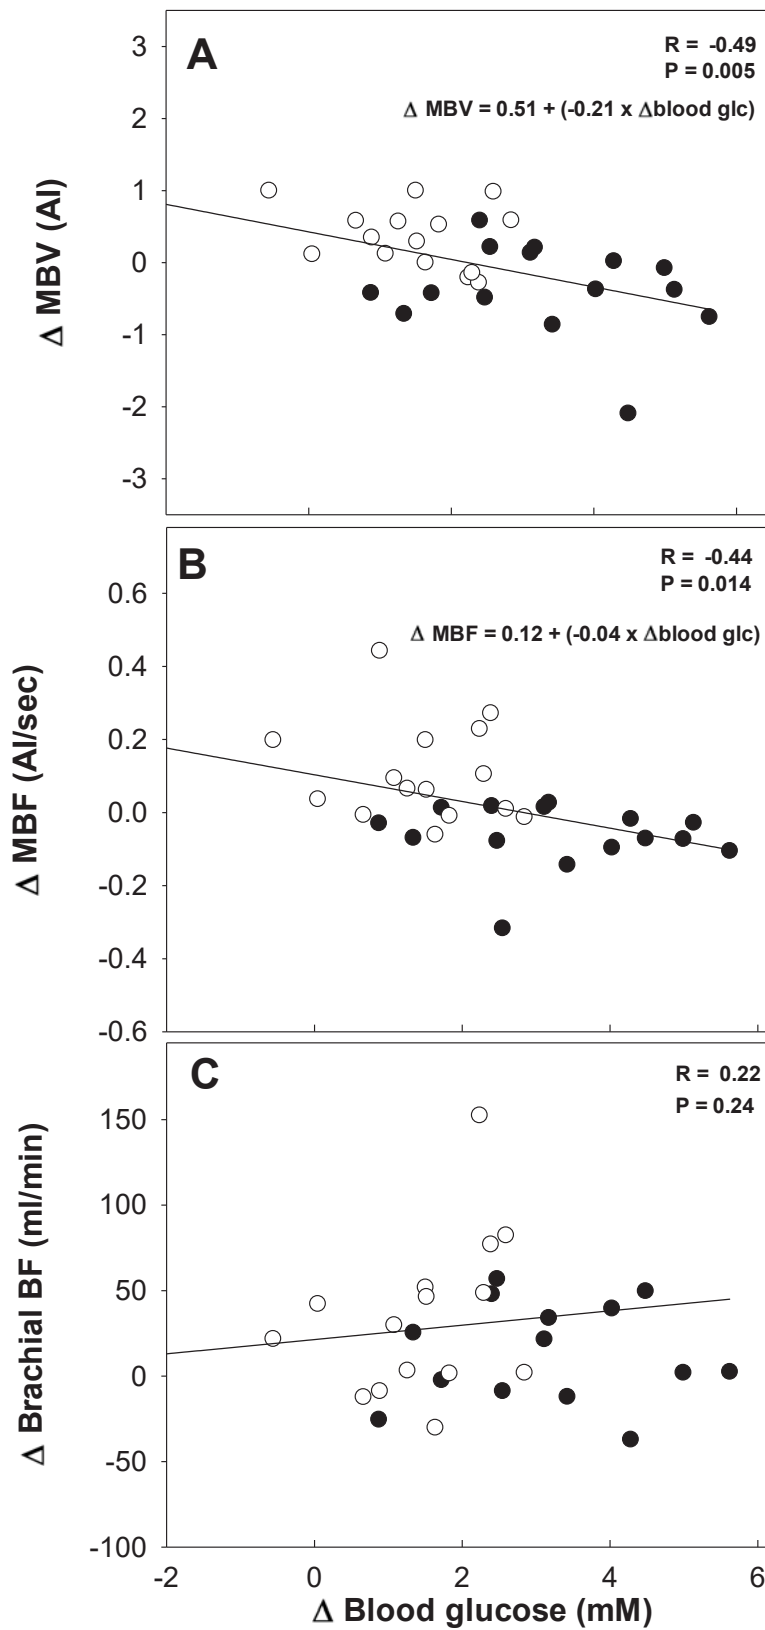 A
R = -0.49
P = 0.005
Δ MBV = 0.51 + (-0.21 x Δblood glc)
Δ MBV (AI)
3
2
1
0
-1
-2
-3
B
R = -0.44
P = 0.014
Δ MBF = 0.12 + (-0.04 x Δblood glc)
Δ MBF (AI/sec)
0.6
0.4
0.2
0.0
-0.2
-0.4
-0.6
C
R = 0.22
P = 0.24
Δ Brachial BF (ml/min)
150
100
50
0
-50
-100
-2 0 2 4 6
Δ Blood glucose (mM)